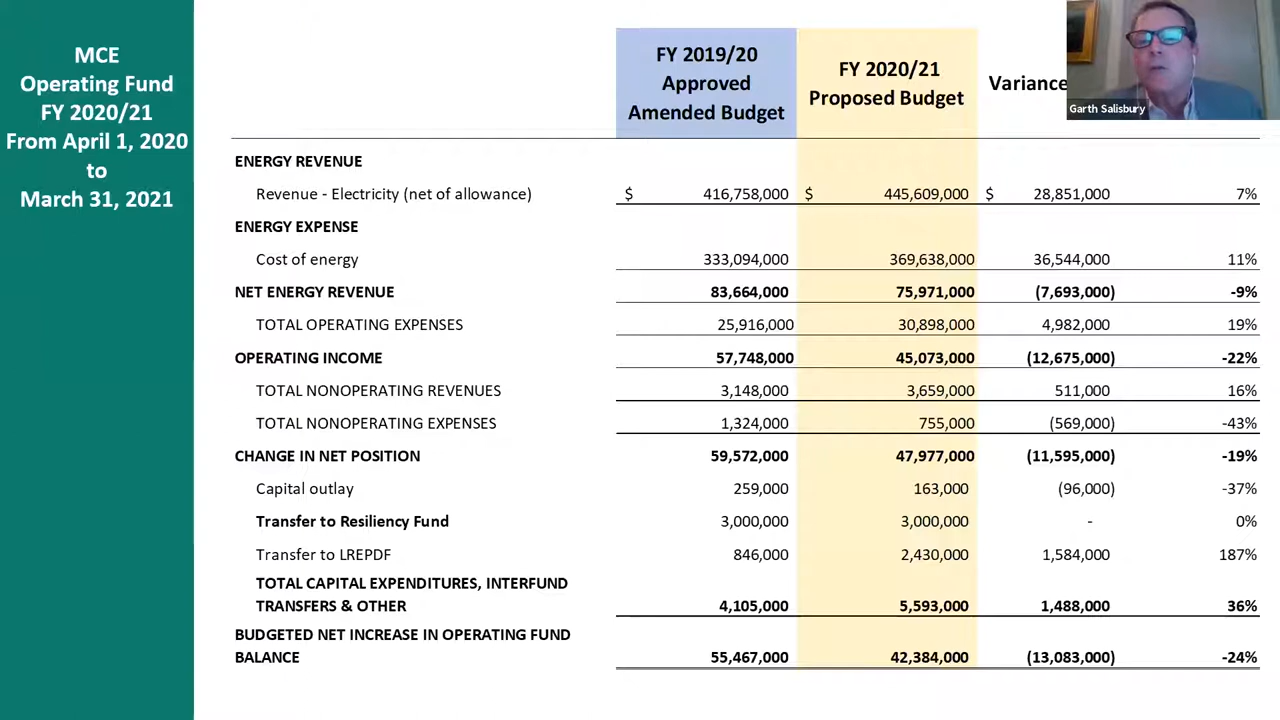 MCE
Operating Fund
FY 2020/21
From April 1, 2020
to
March 31, 2021
FY 2019/20
Approved
Amended Budget
FY 2020/21
Proposed Budget
Variance
Garth Salisbury
ENERGY REVENUE
Revenue - Electricity (net of allowance) $ 416,758,000 $ 445,609,000 $ 28,851,000 7%
ENERGY EXPENSE
Cost of energy 333,094,000 369,638,000 36,544,000 11%
NET ENERGY REVENUE 83,664,000 75,971,000 (7,693,000) -9%
TOTAL OPERATING EXPENSES 25,916,000 30,898,000 4,982,000 19%
OPERATING INCOME 57,748,000 45,073,000 (12,675,000) -22%
TOTAL NONOPERATING REVENUES 3,148,000 3,659,000 511,000 16%
TOTAL NONOPERATING EXPENSES 1,324,000 755,000 (569,000) -43%
CHANGE IN NET POSITION 59,572,000 47,977,000 (11,595,000) -19%
Capital outlay 259,000 163,000 (96,000) -37%
Transfer to Resiliency Fund 3,000,000 3,000,000 - 0%
Transfer to LREPDF 846,000 2,430,000 1,584,000 187%
TOTAL CAPITAL EXPENDITURES, INTERFUND
TRANSFERS & OTHER 4,105,000 5,593,000 1,488,000 36%
BUDGETED NET INCREASE IN OPERATING FUND
BALANCE 55,467,000 42,384,000 (13,083,000) -24%